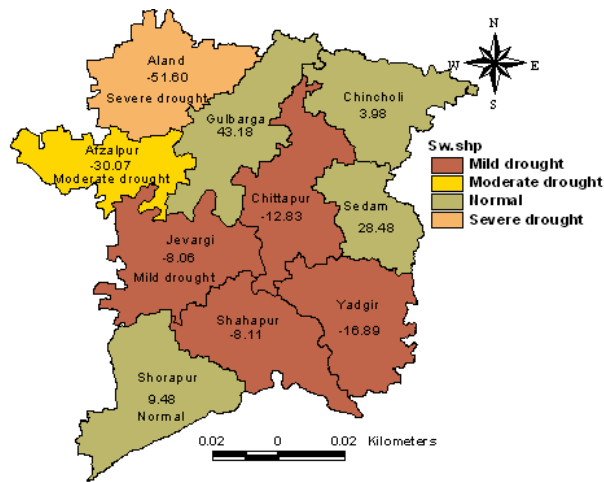 N
W E
S
Aland
-51.60
Severe drought
Gulbarga
43.18
Chincholi
3.98
Afzalpur
-30.07
Moderate drought
Chittapur
-12.83
Sedam
28.48
Jevargi
-8.06
Mild drought
Shahapur
-8.11
Yadgir
-16.89
Shorapur
9.48
Normal
Sw.shp
Mild drought
Moderate drought
Normal
Severe drought
0.02 0 0.02 Kilometers